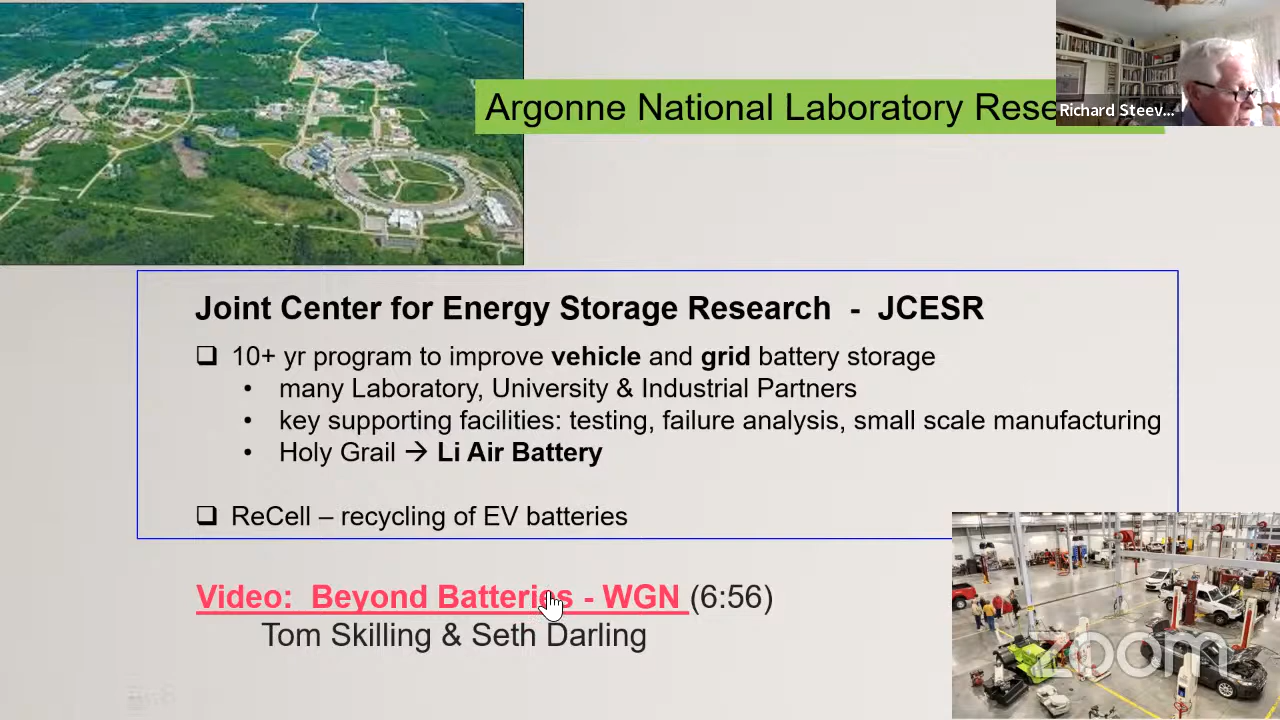 Argonne National Laboratory Rese
Richard Steev...
Joint Center for Energy Storage Research - JCESR
❑ 10+ yr program to improve vehicle and grid battery storage
• many Laboratory, University & Industrial Partners
• key supporting facilities: testing, failure analysis, small scale manufacturing
• Holy Grail → Li Air Battery
❑ ReCell – recycling of EV batteries
Video: Beyond Batteries - WGN (6:56)
Tom Skilling & Seth Darling
zoom